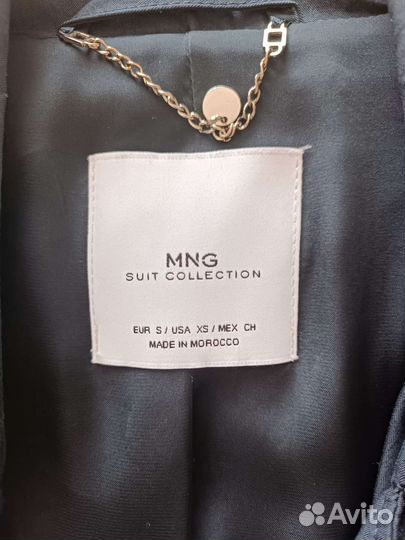 MNG
SUIT COLLECTION
EUR S / USA XS / MEX CH
MADE IN MOROCCO
Avito